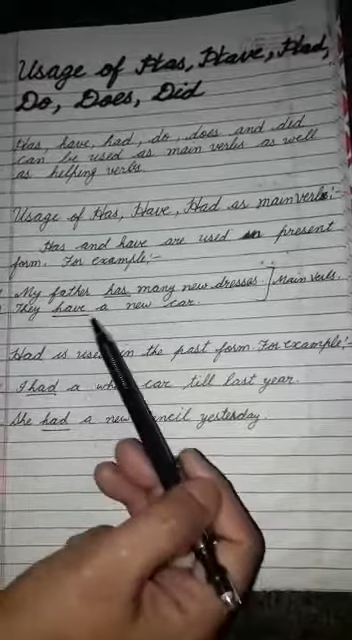 Usage of Has, Have, Had,
Do, Does, Did
Has, have, had, do, does and did
can be used as main verbs as well
as helping verbs.
Usage of Has, Have, Had as main verbs:-
Has and have are used in present
form. For example:-
My father has many new dresses. ] Main Verbs.
They have a new car.
Had is used in the past form. For example:-
I had a car till last year.
She had a new yesterday.